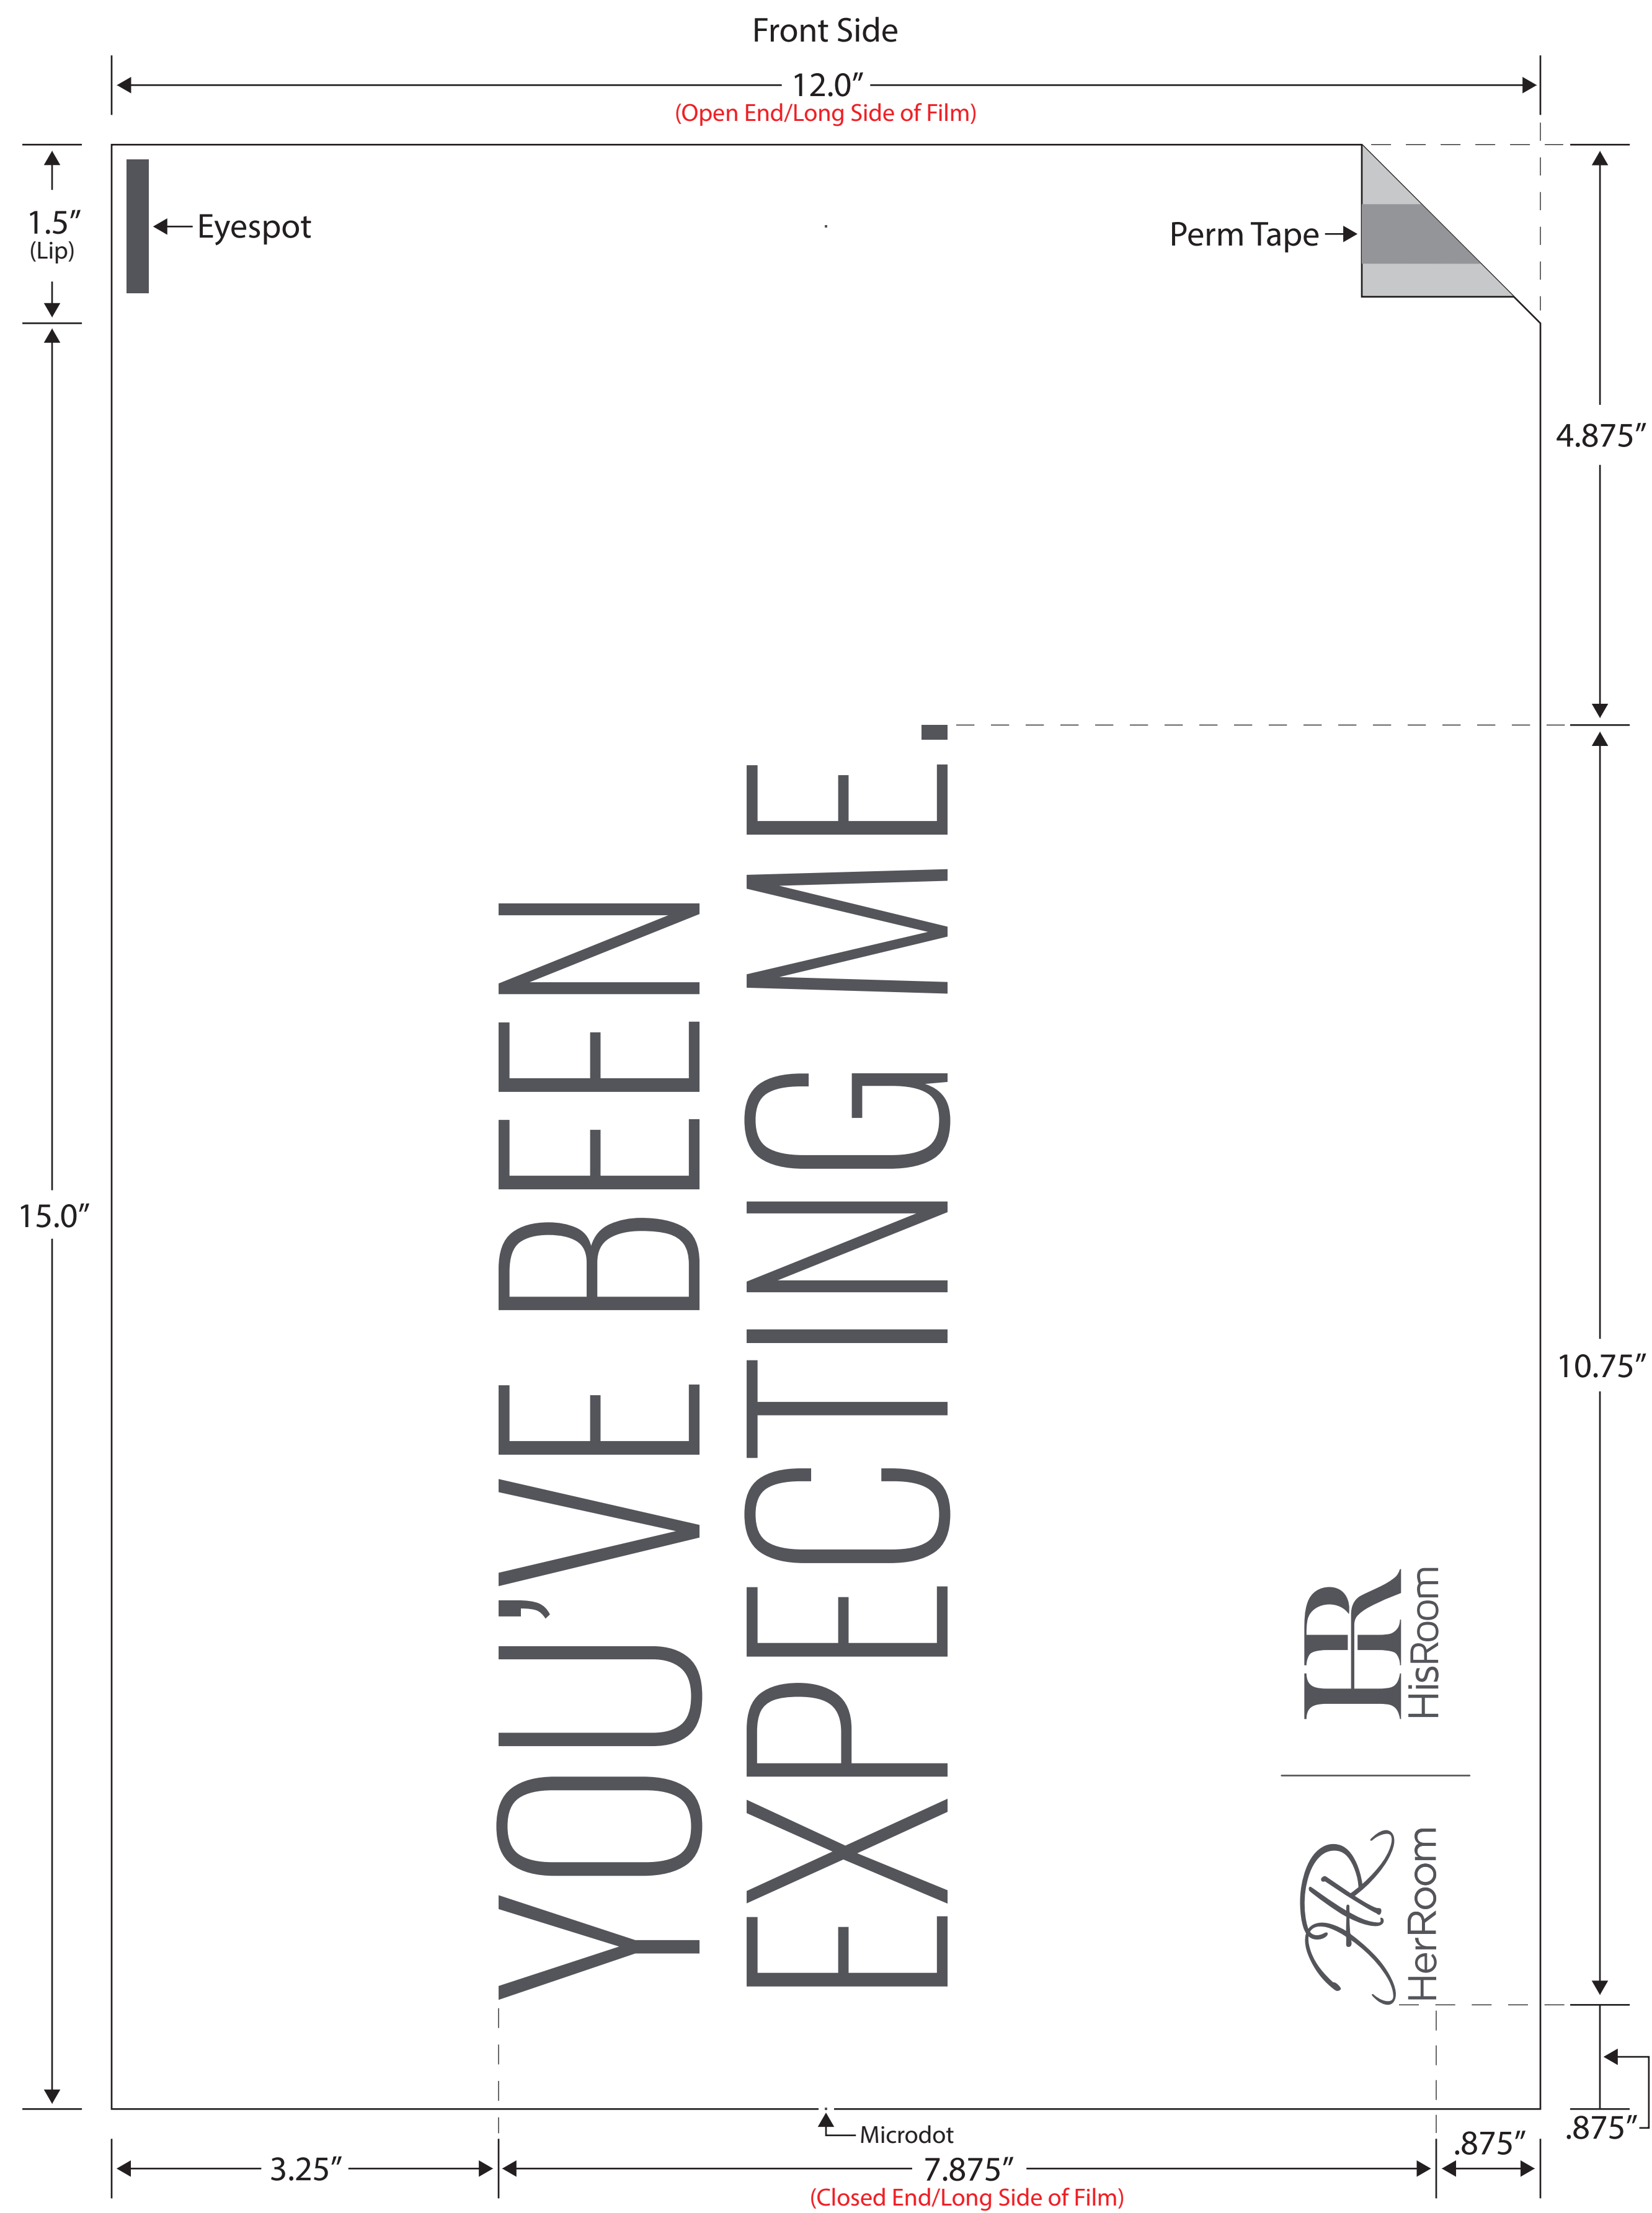 Front Side
12.0”
(Open End/Long Side of Film)
1.5”
(Lip)
Eyespot
Perm Tape
4.875”
15.0”
10.75”
YOU’VE BEEN
EXPECTING ME.
HR
HerRoom
HR
HisRoom
Microdot
.875”
.875”
3.25”
7.875”
(Closed End/Long Side of Film)